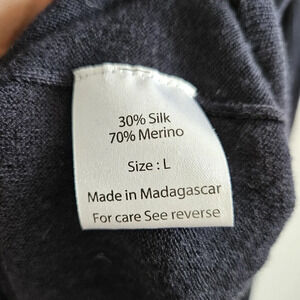 30% Silk
70% Merino
Size : L
Made in Madagascar
For care See reverse